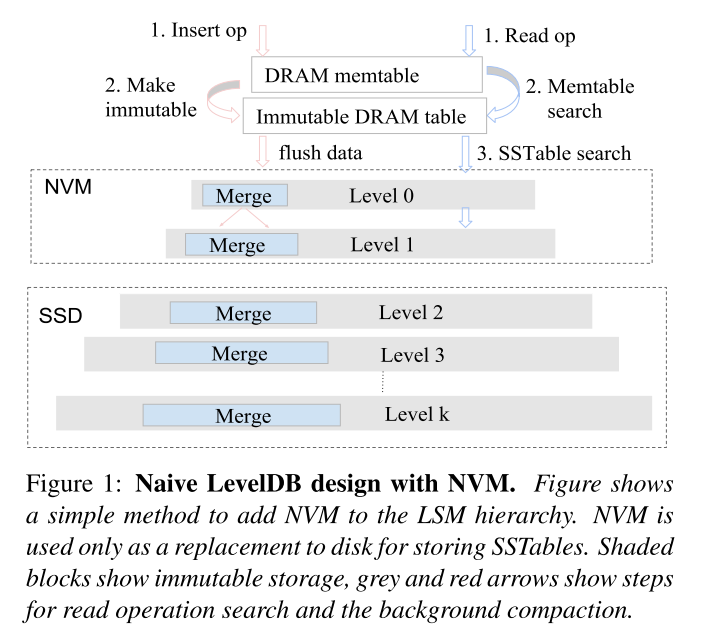 1. Insert op
1. Read op
DRAM memtable
2. Make
immutable
2. Memtable
search
Immutable DRAM table
flush data
3. SSTable search
NVM
Merge
Level 0
Merge
Level 1
SSD
Merge
Level 2
Merge
Level 3
Merge
Level k
Figure 1: Naive LevelDB design with NVM. Figure shows
a simple method to add NVM to the LSM hierarchy. NVM is
used only as a replacement to disk for storing SSTables. Shaded
blocks show immutable storage, grey and red arrows show steps
for read operation search and the background compaction.